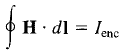 ∮ H · dl = I_enc